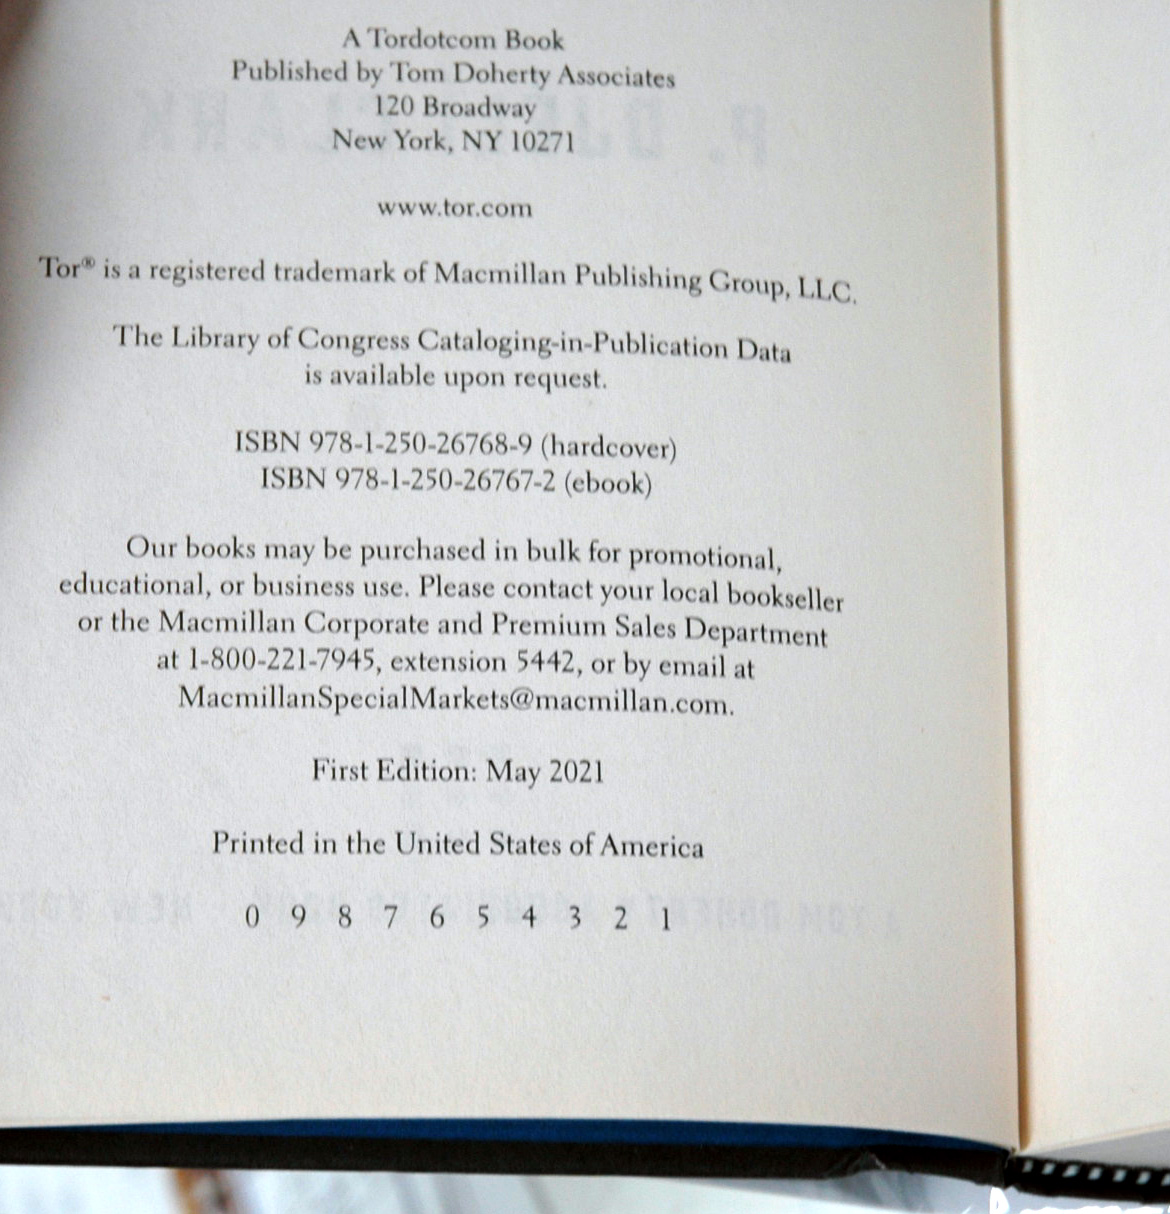 A Tordotcom Book
Published by Tom Doherty Associates
120 Broadway
New York, NY 10271
www.tor.com
Tor® is a registered trademark of Macmillan Publishing Group, LLC.
The Library of Congress Cataloging-in-Publication Data
is available upon request.
ISBN 978-1-250-26768-9 (hardcover)
ISBN 978-1-250-26767-2 (ebook)
Our books may be purchased in bulk for promotional,
educational, or business use. Please contact your local bookseller
or the Macmillan Corporate and Premium Sales Department
at 1-800-221-7945, extension 5442, or by email at
MacmillanSpecialMarkets@macmillan.com.
First Edition: May 2021
Printed in the United States of America
0 9 8 7 6 5 4 3 2 1